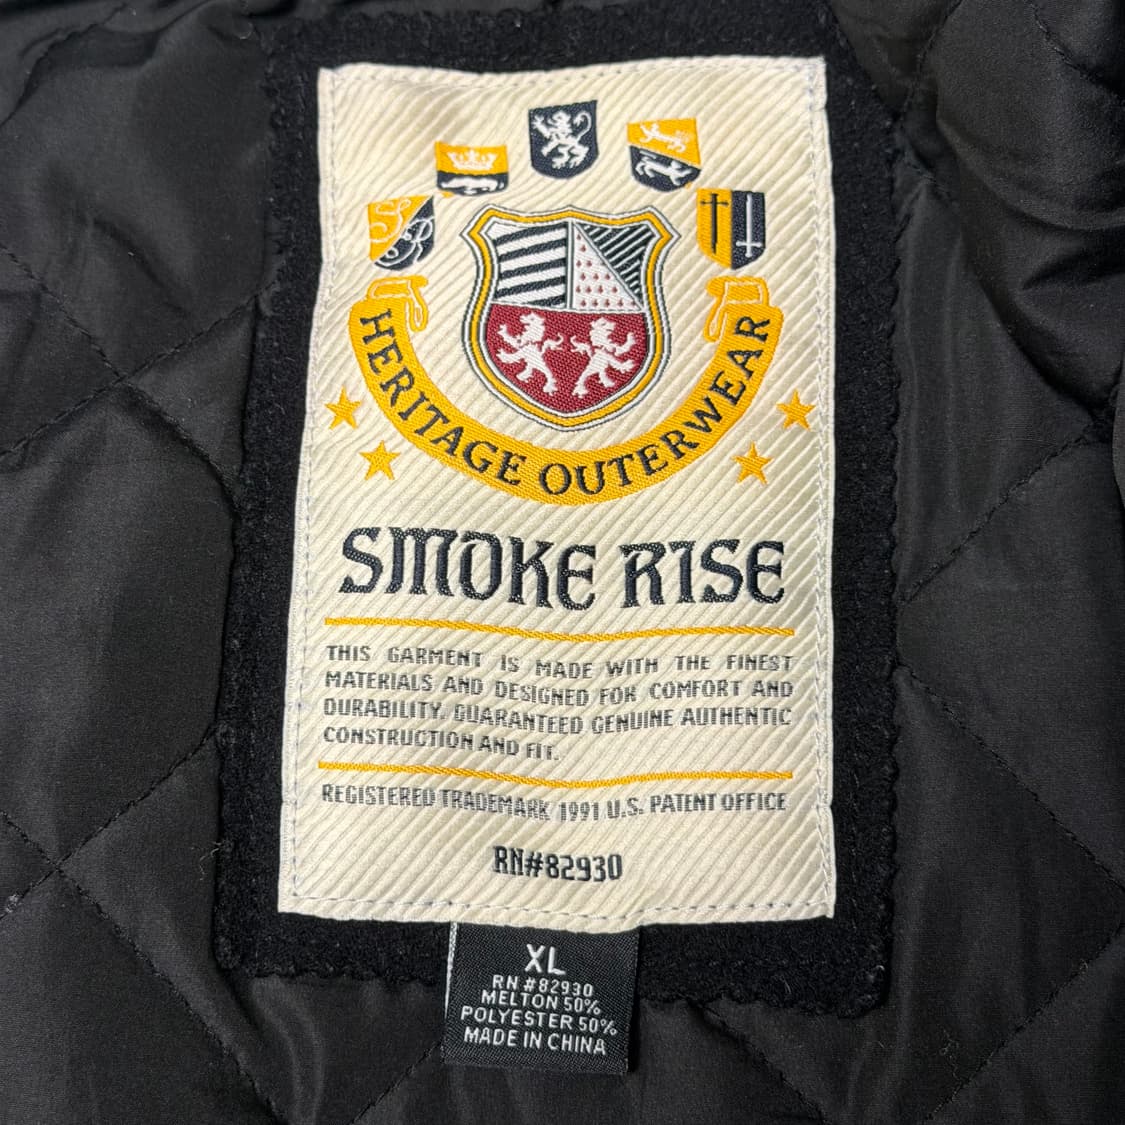 SR
HERITAGE OUTERWEAR
SMOKE RISE
THIS GARMENT IS MADE WITH THE FINEST
MATERIALS AND DESIGNED FOR COMFORT AND
DURABILITY. GUARANTEED GENUINE AUTHENTIC
CONSTRUCTION AND FIT.
REGISTERED TRADEMARK 1991 U.S. PATENT OFFICE
RN#82930
XL
RN #82930
MELTON 50%
POLYESTER 50%
MADE IN CHINA